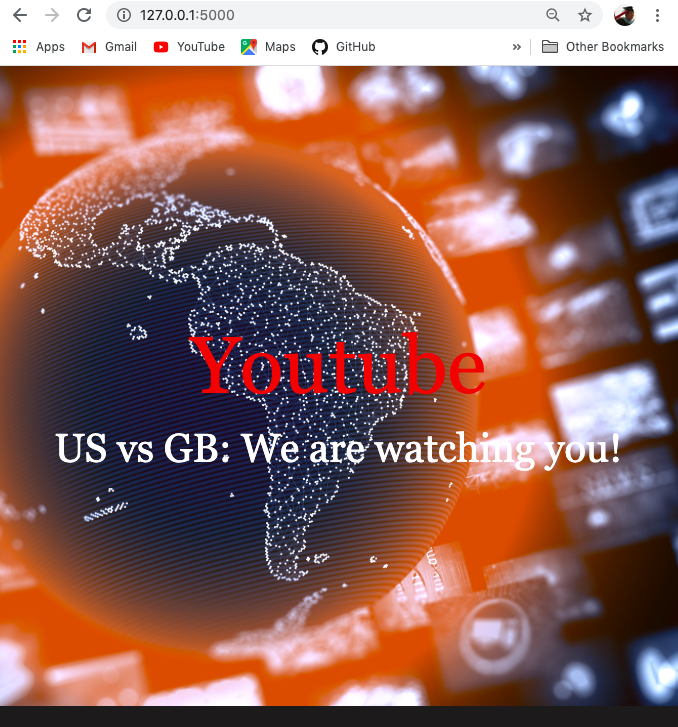 127.0.0.1:5000
Apps Gmail YouTube Maps GitHub » Other Bookmarks
Youtube
US vs GB: We are watching you!